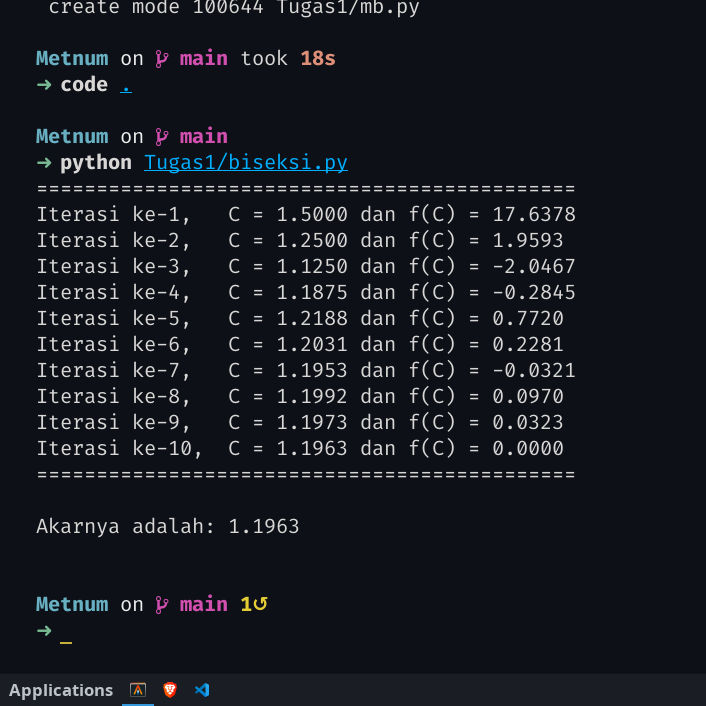 create mode 100644 Tugas1/mb.py
Metnum on main took 18s
➜ code .
Metnum on main
➜ python Tugas1/biseksi.py
=============================================
Iterasi ke-1,   C = 1.5000 dan f(C) = 17.6378
Iterasi ke-2,   C = 1.2500 dan f(C) = 1.9593
Iterasi ke-3,   C = 1.1250 dan f(C) = -2.0467
Iterasi ke-4,   C = 1.1875 dan f(C) = -0.2845
Iterasi ke-5,   C = 1.2188 dan f(C) = 0.7720
Iterasi ke-6,   C = 1.2031 dan f(C) = 0.2281
Iterasi ke-7,   C = 1.1953 dan f(C) = -0.0321
Iterasi ke-8,   C = 1.1992 dan f(C) = 0.0970
Iterasi ke-9,   C = 1.1973 dan f(C) = 0.0323
Iterasi ke-10,  C = 1.1963 dan f(C) = 0.0000
=============================================
Akarnya adalah: 1.1963
Metnum on main 1↺
➜ _
Applications